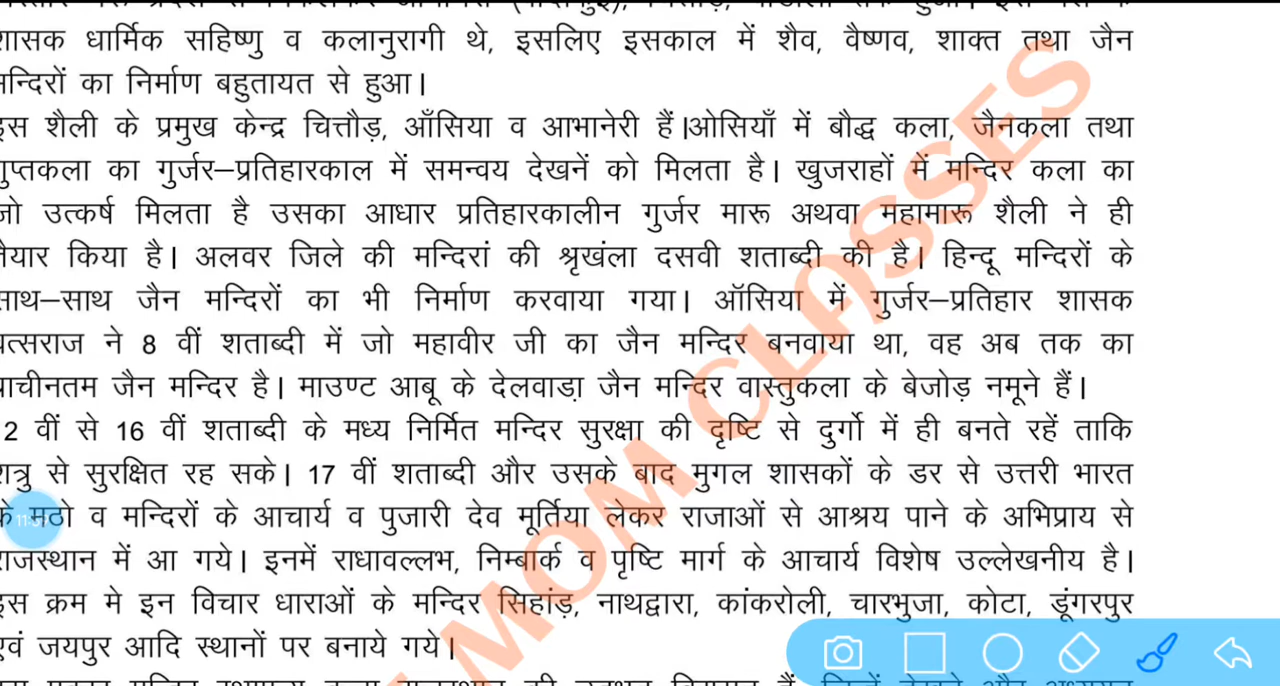 शासक धार्मिक सहिष्णु व कलानुरागी थे, इसलिए इसकाल में शैव, वैष्णव, शाक्त तथा जैन
मन्दिरों का निर्माण बहुतायत से हुआ।
इस शैली के प्रमुख केन्द्र चित्तौड़, आँसिया व आभानेरी हैं।ओसियाँ में बौद्ध कला, जैनकला तथा
गुप्तकला का गुर्जर–प्रतिहारकाल में समन्वय देखनें को मिलता है। खुजराहों में मन्दिर कला का
जो उत्कर्ष मिलता है उसका आधार प्रतिहारकालीन गुर्जर मारू अथवा महामारू शैली ने ही
तैयार किया है। अलवर जिले की मन्दिरां की श्रृखंला दसवी शताब्दी की है। हिन्दू मन्दिरों के
साथ–साथ जैन मन्दिरों का भी निर्माण करवाया गया। ऑसिया में गुर्जर–प्रतिहार शासक
वत्सराज ने 8 वीं शताब्दी में जो महावीर जी का जैन मन्दिर बनवाया था, वह अब तक का
प्राचीनतम जैन मन्दिर है। माउण्ट आबू के देलवाडा़ जैन मन्दिर वास्तुकला के बेजोड़ नमूने हैं।
12 वीं से 16 वीं शताब्दी के मध्य निर्मित मन्दिर सुरक्षा की दृष्टि से दुर्गो में ही बनते रहें ताकि
शत्रु से सुरक्षित रह सके। 17 वीं शताब्दी और उसके बाद मुगल शासकों के डर से उत्तरी भारत
के मठो व मन्दिरों के आचार्य व पुजारी देव मूर्तिया लेकर राजाओं से आश्रय पाने के अभिप्राय से
राजस्थान में आ गये। इनमें राधावल्लभ, निम्बार्क व पृष्टि मार्ग के आचार्य विशेष उल्लेखनीय है।
इस क्रम मे इन विचार धाराओं के मन्दिर सिहांड़, नाथद्वारा, कांकरोली, चारभुजा, कोटा, डूंगरपुर
एवं जयपुर आदि स्थानों पर बनाये गये।
MOM CLASSES